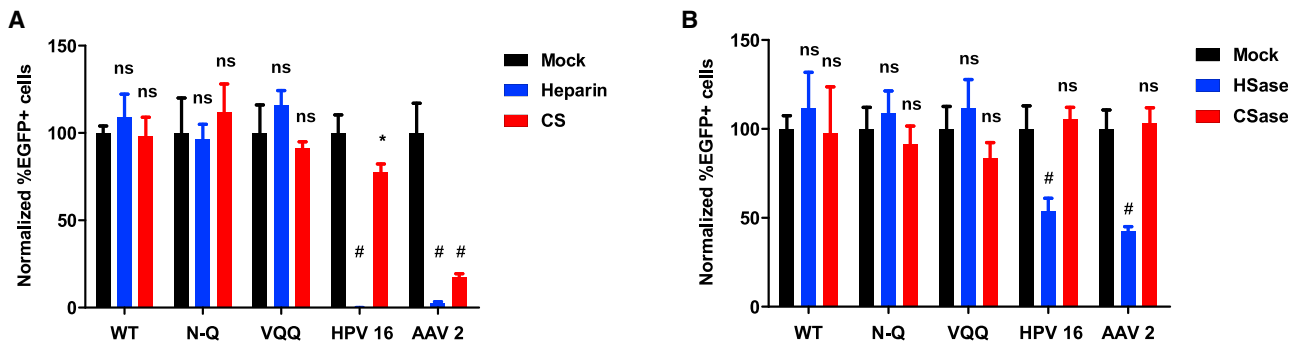 A
Normalized %EGFP+ cells
150
100
50
0
ns ns ns ns ns ns # * # #
WT N-Q VQQ HPV 16 AAV 2
Mock
Heparin
CS
B
Normalized %EGFP+ cells
150
100
50
0
ns ns ns ns ns ns # ns # ns
WT N-Q VQQ HPV 16 AAV 2
Mock
HSase
CSase